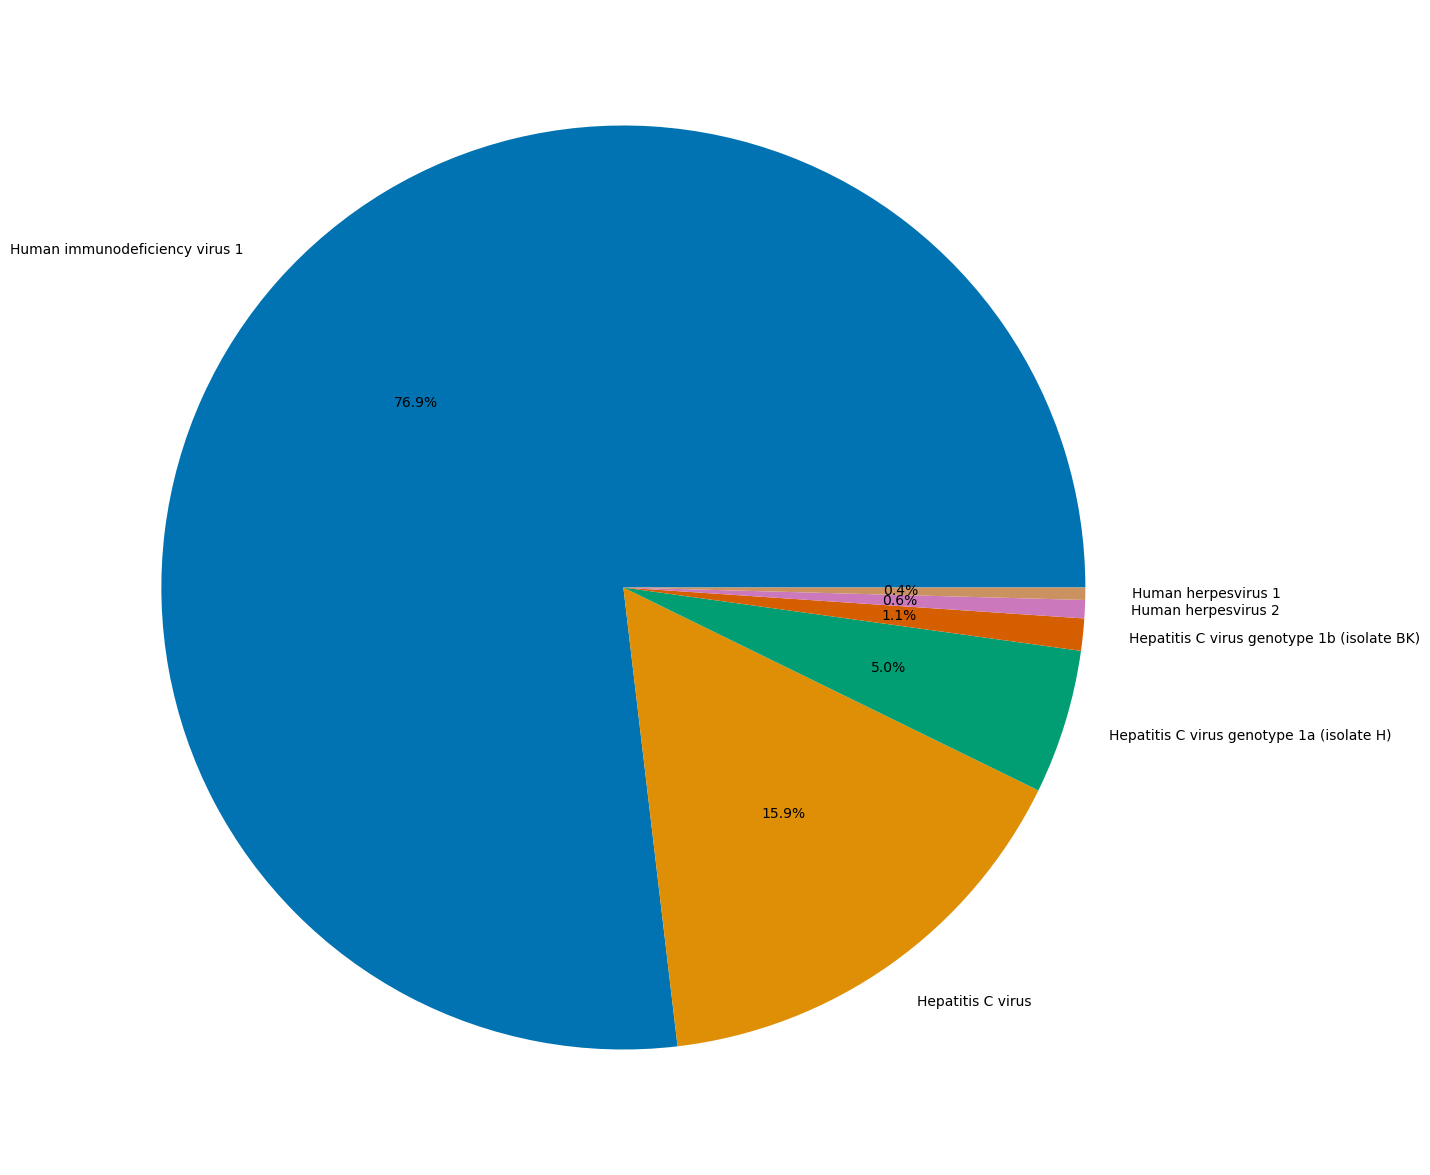 Human immunodeficiency virus 1
76.9%
0.4%
Human herpesvirus 1
0.6%
Human herpesvirus 2
1.1%
Hepatitis C virus genotype 1b (isolate BK)
5.0%
Hepatitis C virus genotype 1a (isolate H)
15.9%
Hepatitis C virus